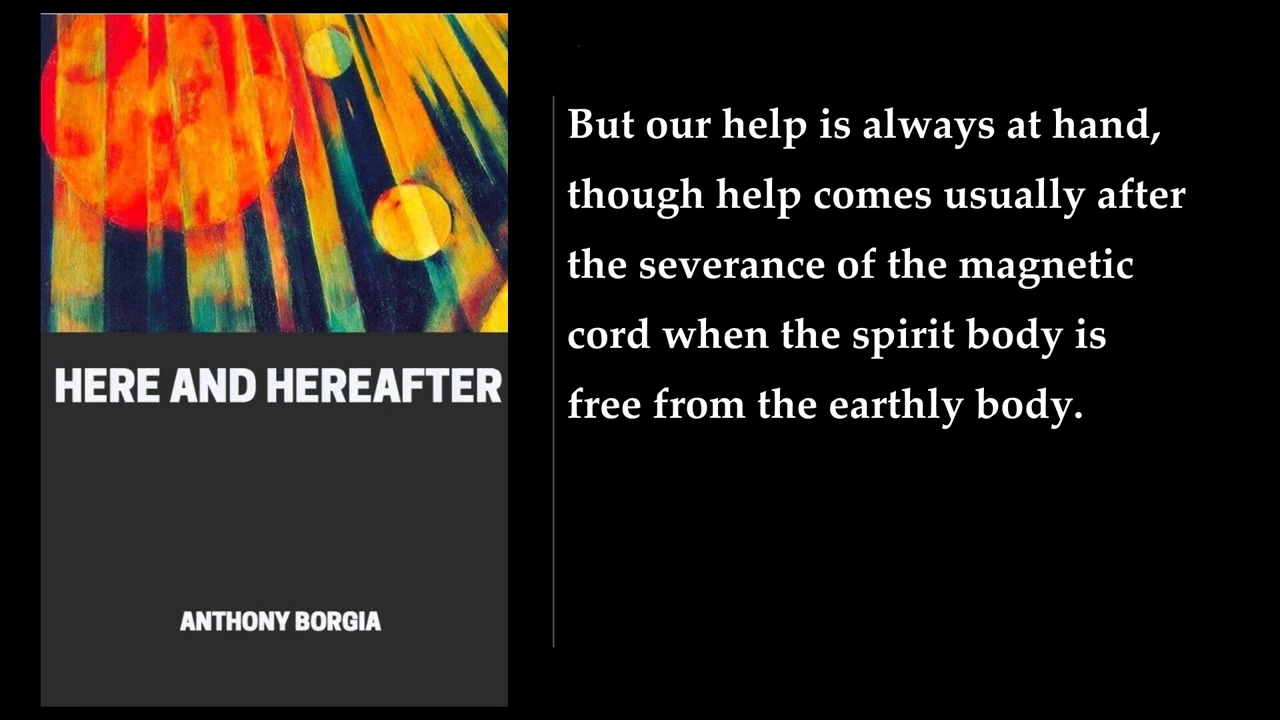 HERE AND HEREAFTER
ANTHONY BORGIA
But our help is always at hand,
though help comes usually after
the severance of the magnetic
cord when the spirit body is
free from the earthly body.